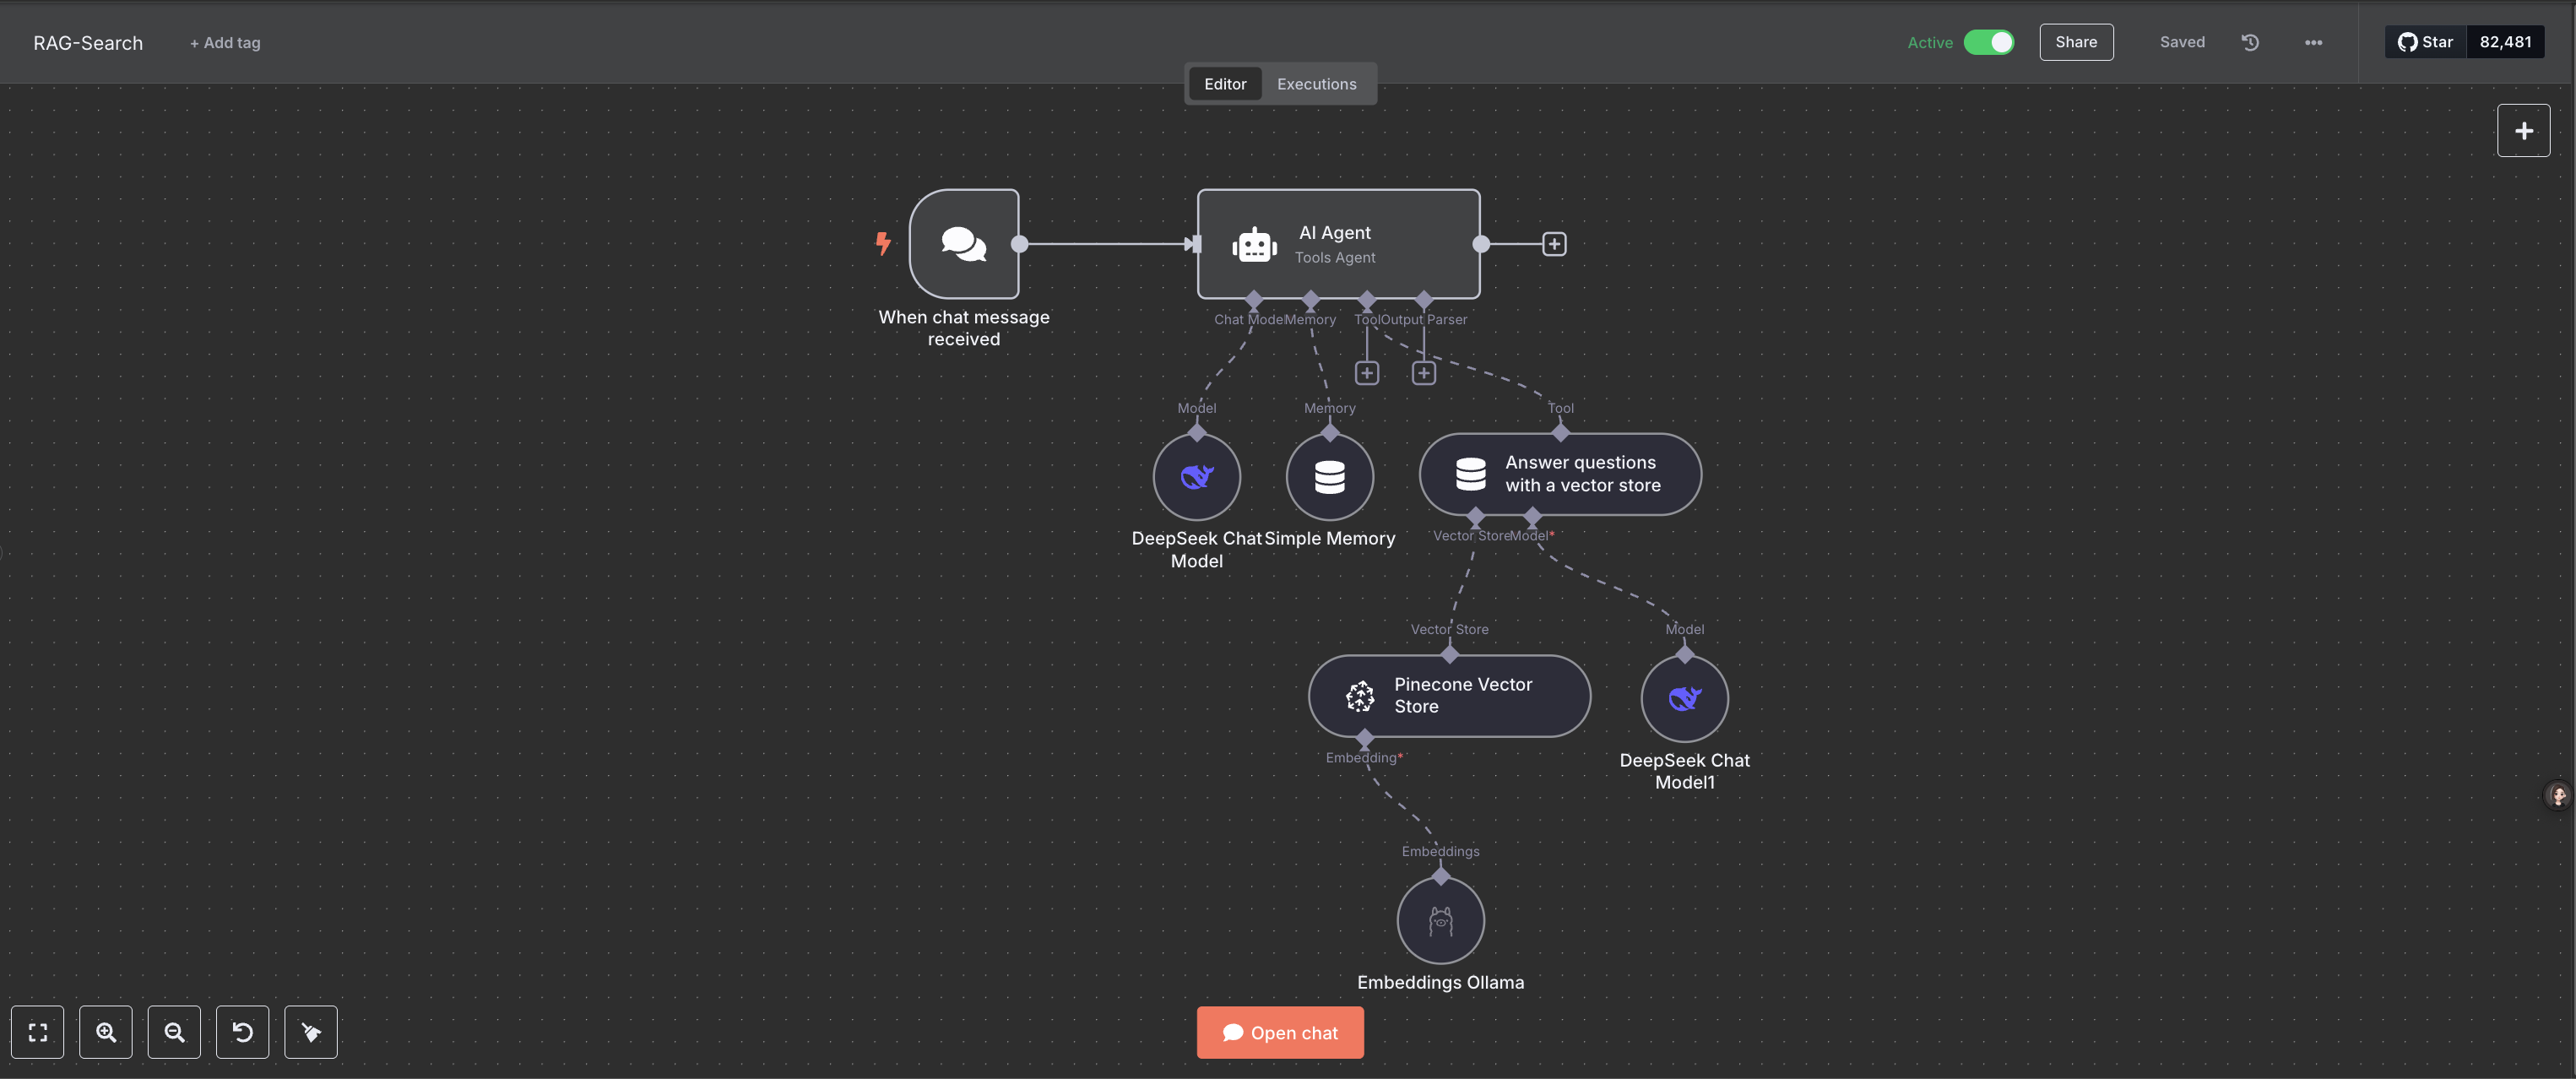 RAG-Search
+ Add tag
Active
Share
Saved
Star
82,481
Editor
Executions
When chat message
received
AI Agent
Tools Agent
Chat Model
Memory
Tool
Output Parser
Model
Memory
Tool
DeepSeek Chat
Model
Simple Memory
Answer questions
with a vector store
Vector Store
Model*
Vector Store
Model
Pinecone Vector
Store
DeepSeek Chat
Model1
Embedding*
Embeddings
Embeddings Ollama
Open chat